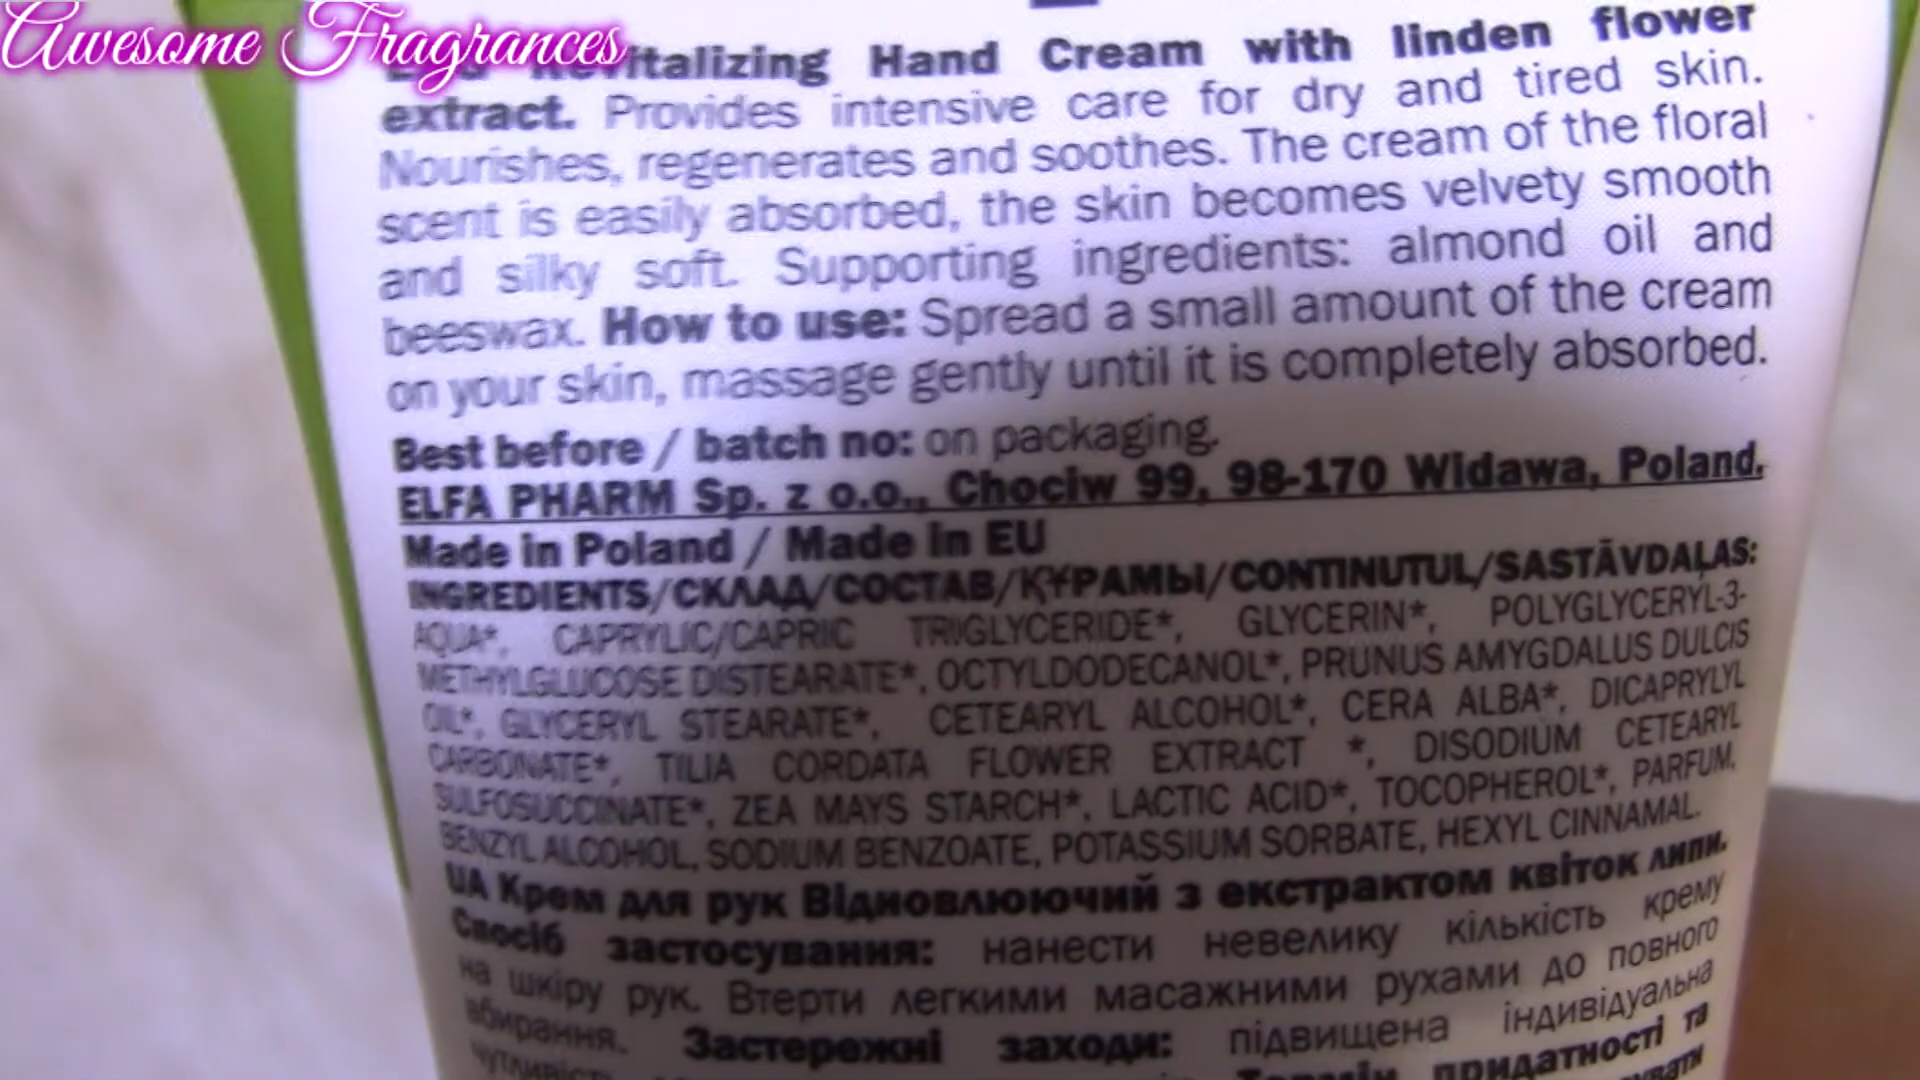 Awesome Fragrances
Revitalizing Hand Cream with linden flower
extract. Provides intensive care for dry and tired skin.
Nourishes, regenerates and soothes. The cream of the floral
scent is easily absorbed, the skin becomes velvety smooth
and silky soft. Supporting ingredients: almond oil and
beeswax. How to use: Spread a small amount of the cream
on your skin, massage gently until it is completely absorbed.
Best before / batch no: on packaging.
ELFA PHARM Sp. z o.o., Chociw 99, 98-170 Widawa, Poland.
Made in Poland / Made in EU
INGREDIENTS/СКЛАД/СОСТАВ/ҚҰРАМЫ/CONTINUTUL/SASTĀVDAĻAS:
AQUA*, CAPRYLIC/CAPRIC TRIGLYCERIDE*, GLYCERIN*, POLYGLYCERYL-3-
METHYLGLUCOSE DISTEARATE*, OCTYLDODECANOL*, PRUNUS AMYGDALUS DULCIS
OIL*, GLYCERYL STEARATE*, CETEARYL ALCOHOL*, CERA ALBA*, DICAPRYLYL
CARBONATE*, TILIA CORDATA FLOWER EXTRACT *, DISODIUM CETEARYL
SULFOSUCCINATE*, ZEA MAYS STARCH*, LACTIC ACID*, TOCOPHEROL*, PARFUM,
BENZYL ALCOHOL, SODIUM BENZOATE, POTASSIUM SORBATE, HEXYL CINNAMAL.
UA Крем для рук Відновлюючий з екстрактом квіток липи.
Спосіб застосування: нанести невелику кількість крему
на шкіру рук. Втерти легкими масажними рухами до повного
вбирання. Застережні заходи: підвищена індивідуальна
придатності та